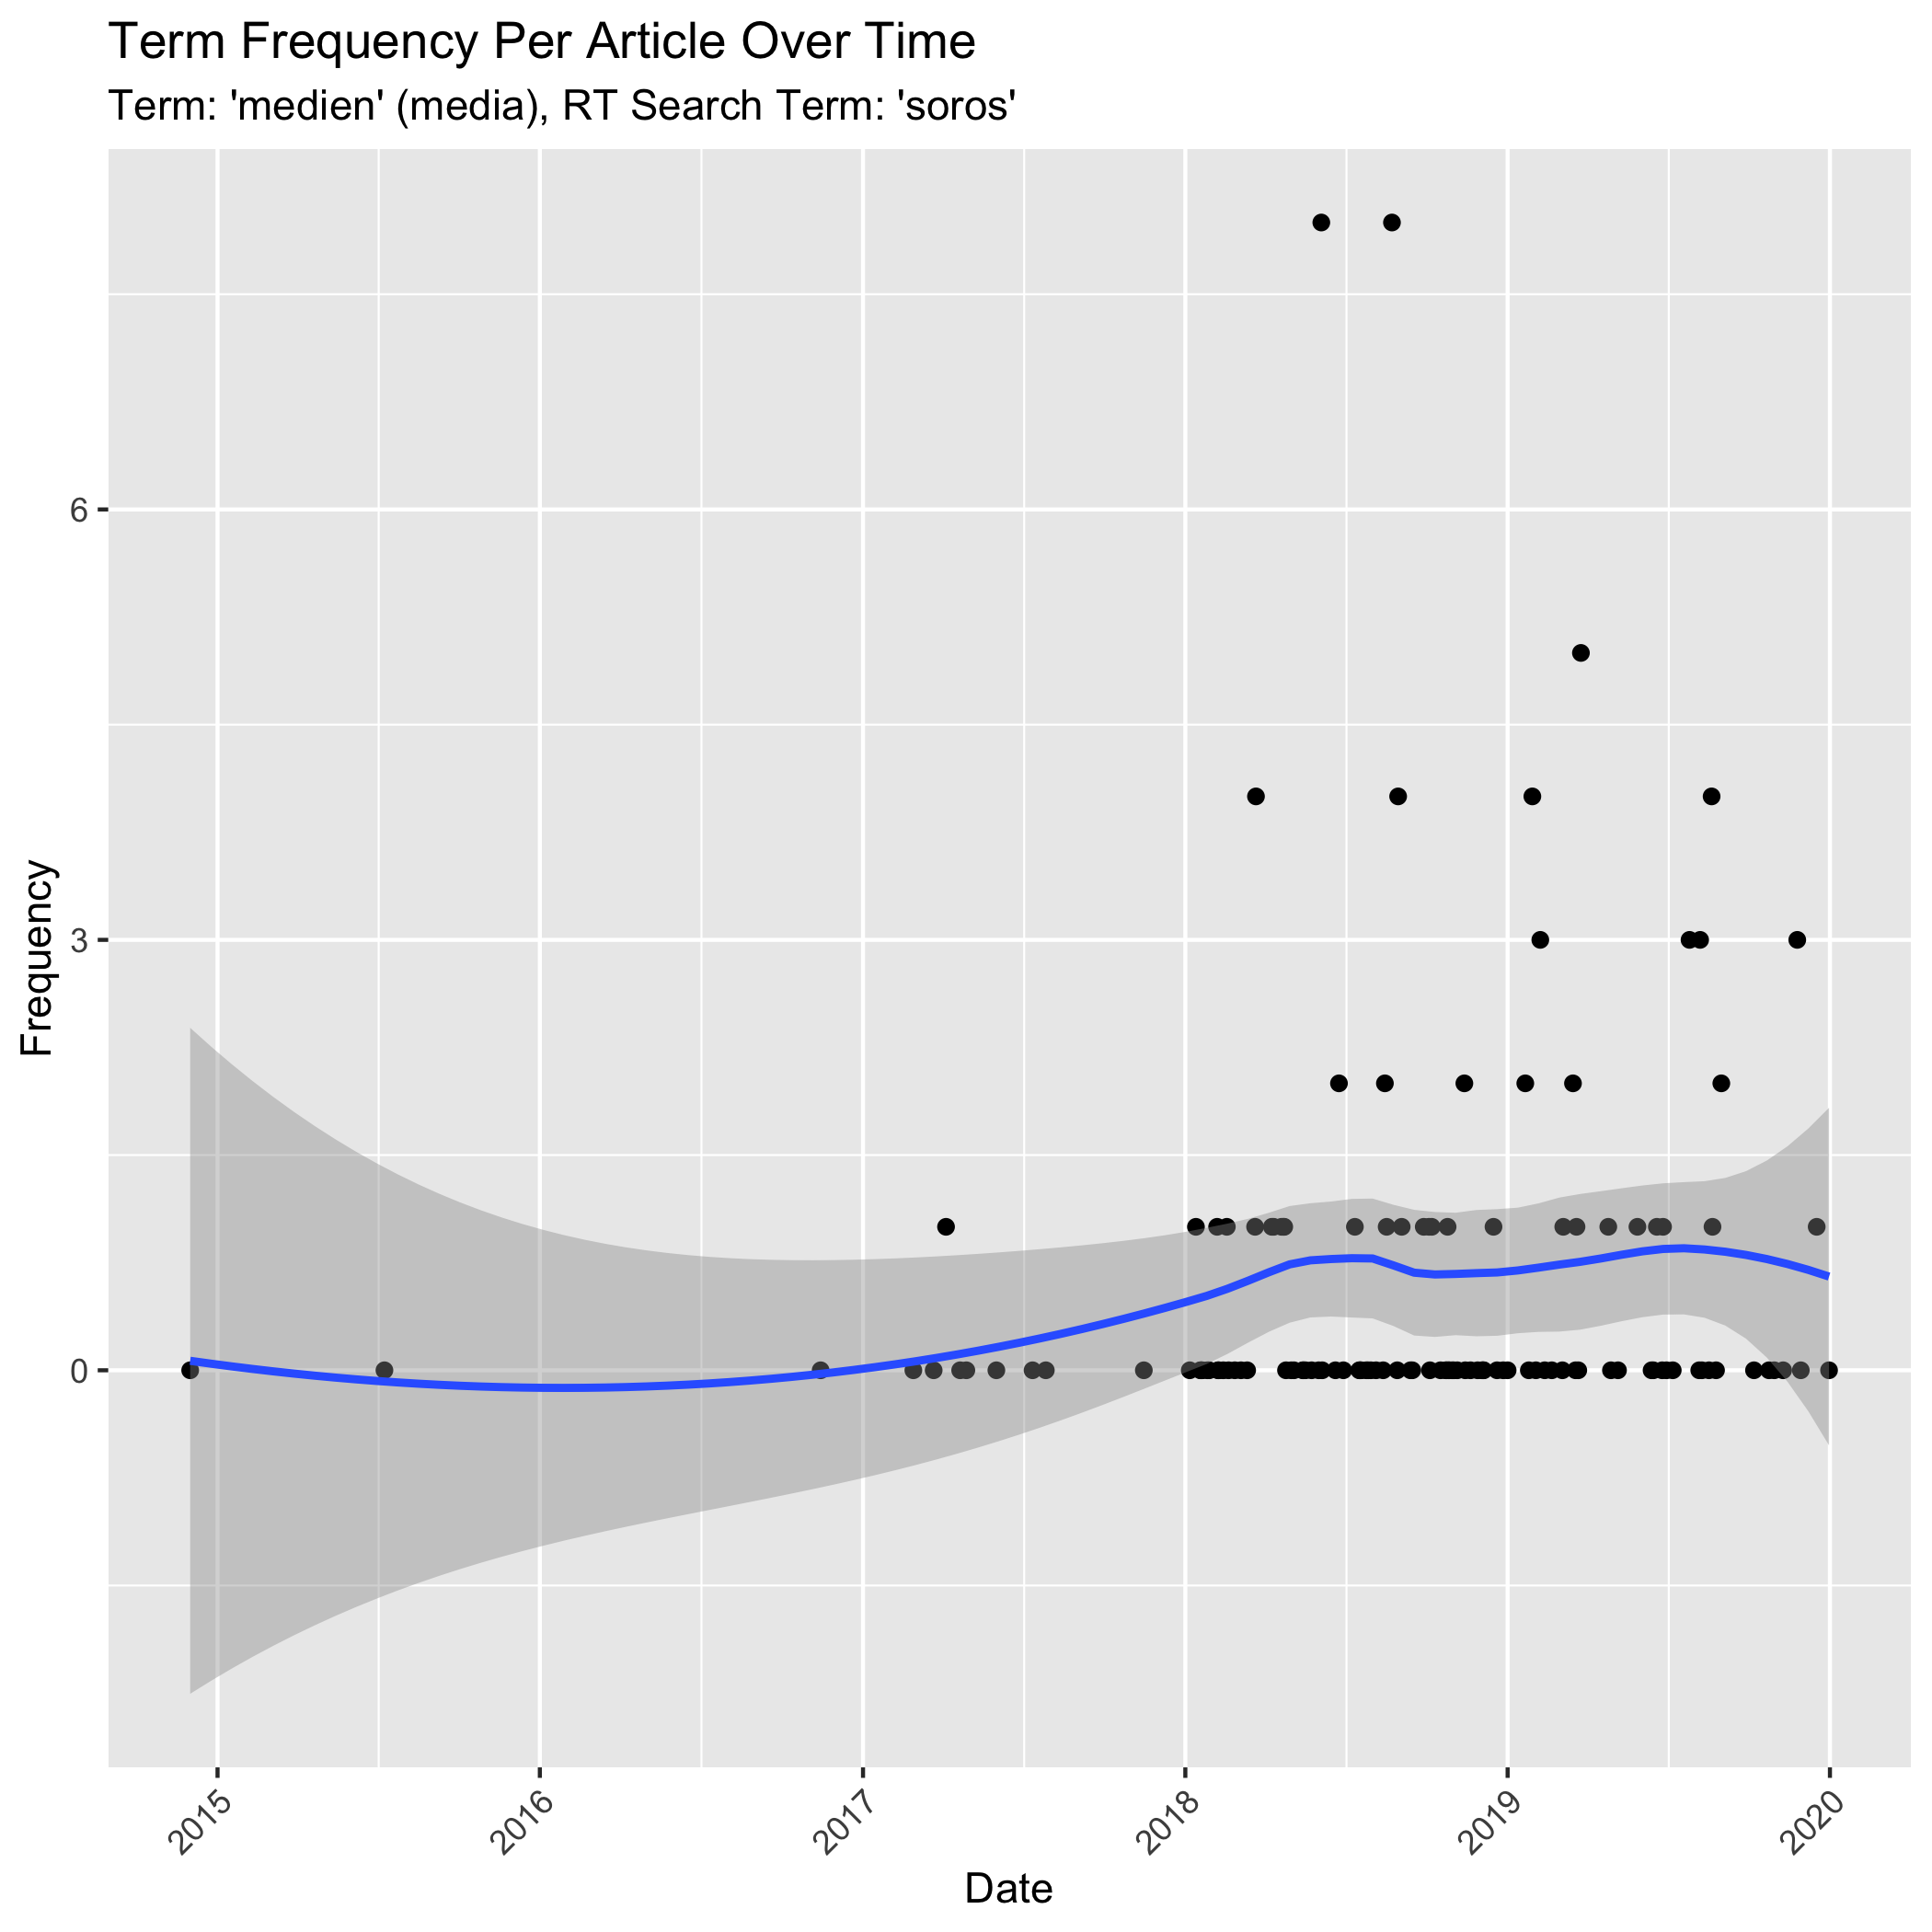 Term Frequency Per Article Over Time
Term: 'medien' (media), RT Search Term: 'soros'
Frequency
6
3
0
2015
2016
2017
2018
2019
2020
Date